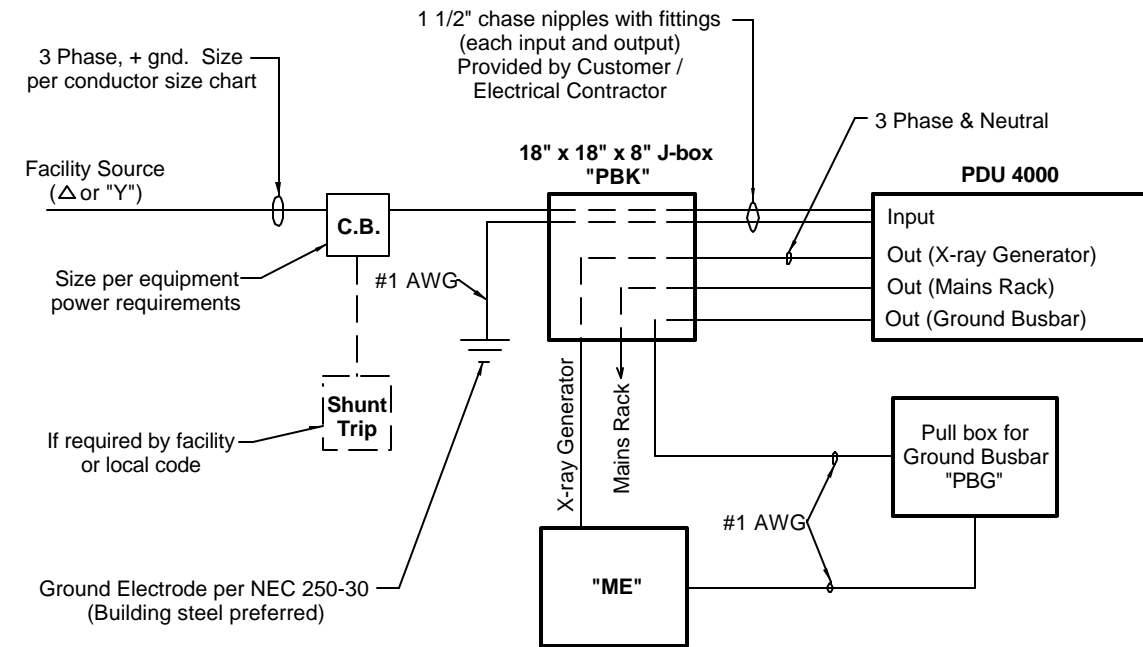 1 1/2" chase nipples with fittings
(each input and output)
Provided by Customer /
Electrical Contractor
3 Phase, + gnd. Size
per conductor size chart
3 Phase & Neutral
18" x 18" x 8" J-box
"PBK"
PDU 4000
Facility Source
(△ or "Y")
C.B.
Input
Out (X-ray Generator)
Out (Mains Rack)
Out (Ground Busbar)
Size per equipment
power requirements
#1 AWG
Shunt
Trip
If required by facility
or local code
X-ray Generator
Mains Rack
Pull box for
Ground Busbar
"PBG"
#1 AWG
"ME"
Ground Electrode per NEC 250-30
(Building steel preferred)